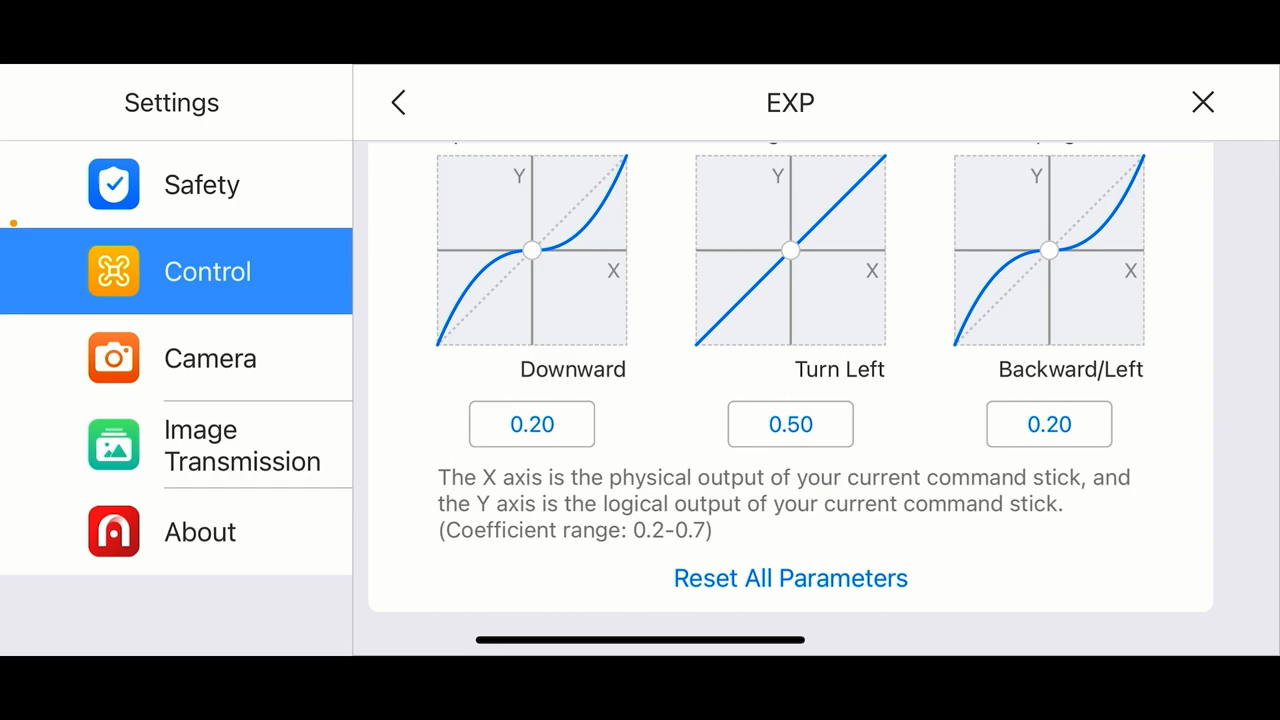 Settings
EXP
Safety
Control
Camera
Image
Transmission
About
Y
X
Y
X
Y
X
Downward
Turn Left
Backward/Left
0.20
0.50
0.20
The X axis is the physical output of your current command stick, and
the Y axis is the logical output of your current command stick.
(Coefficient range: 0.2-0.7)
Reset All Parameters